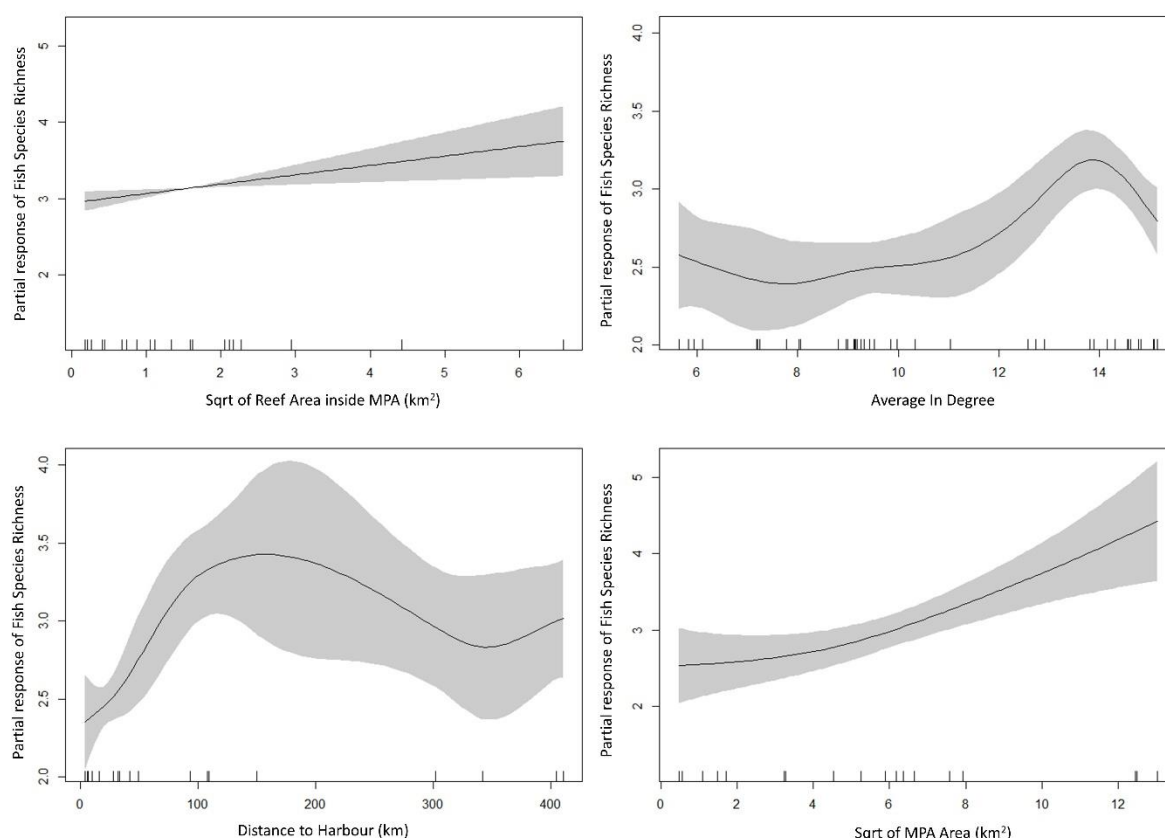 Partial response of Fish Species Richness
5
4
3
2
0 1 2 3 4 5 6
Sqrt of Reef Area inside MPA (km²)
Partial response of Fish Species Richness
4.0
3.5
3.0
2.5
2.0
6 8 10 12 14
Average In Degree
Partial response of Fish Species Richness
4.0
3.5
3.0
2.5
2.0
0 100 200 300 400
Distance to Harbour (km)
Partial response of Fish Species Richness
5
4
3
2
0 2 4 6 8 10 12
Sqrt of MPA Area (km²)